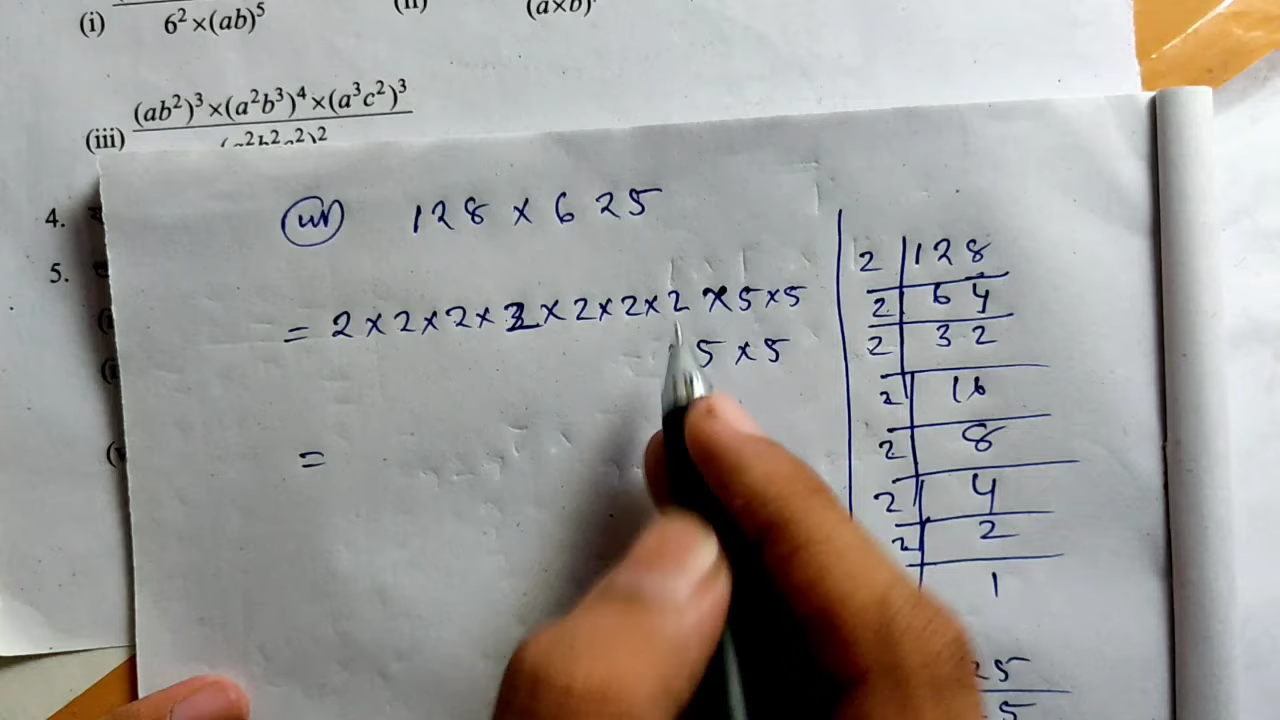 (i) 6² ×(ab)⁵ (ii) (a×b)
(iii) (ab²)³ ×(a²b³)⁴ ×(a³c²)³
4.
5.
128 × 625
= 2 × 2 × 2 × 2 × 2 × 2 × 2 × 5 × 5
5 × 5
=
2 | 128
2 | 64
2 | 32
2 | 16
2 | 8
2 | 4
2 | 2
1
25
5